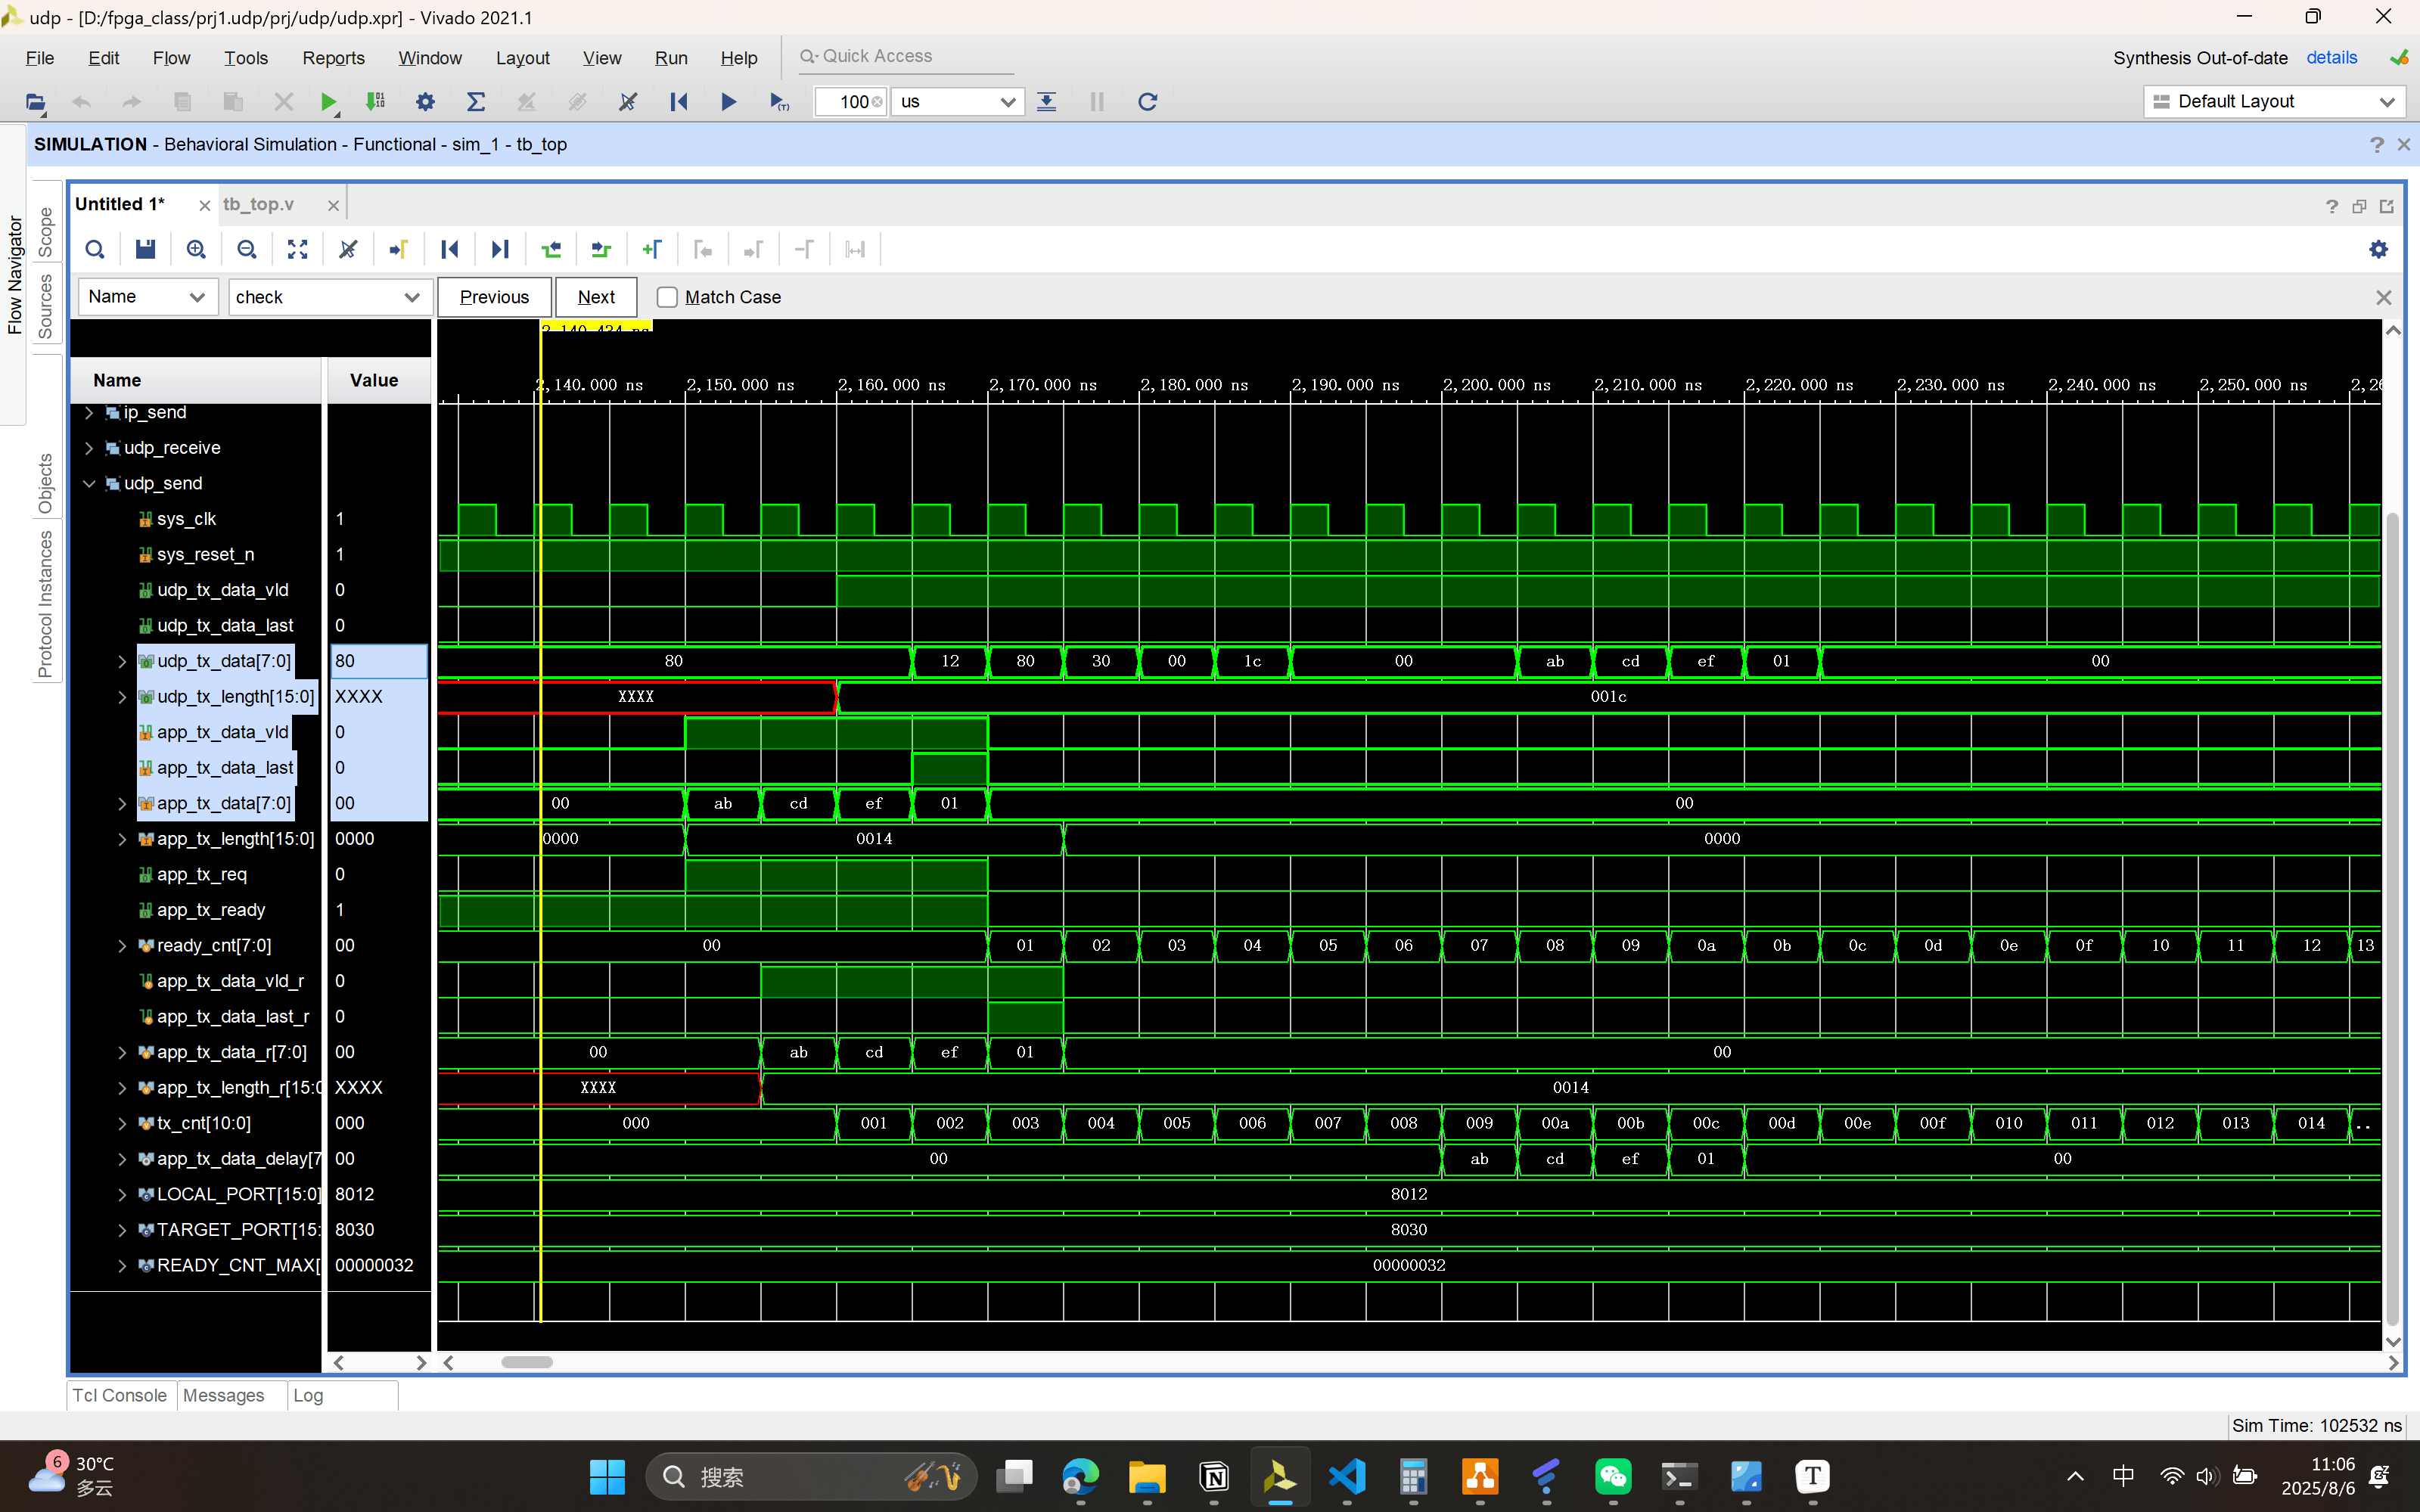 udp - [D:/fpga_class/prj1.udp/prj/udp/udp.xpr] - Vivado 2021.1
File Edit Flow Tools Reports Window Layout View Run Help Quick Access
Synthesis Out-of-date details
100 us
Default Layout
SIMULATION - Behavioral Simulation - Functional - sim_1 - tb_top
Flow Navigator
Scope
Sources
Objects
Protocol Instances
Untitled 1* tb_top.v
Name check Previous Next Match Case
2,140.434 ns
Name Value
2,140.000 ns 2,150.000 ns 2,160.000 ns 2,170.000 ns 2,180.000 ns 2,190.000 ns 2,200.000 ns 2,210.000 ns 2,220.000 ns 2,230.000 ns 2,240.000 ns 2,250.000 ns 2,26
ip_send
udp_receive
udp_send
sys_clk 1
sys_reset_n 1
udp_tx_data_vld 0
udp_tx_data_last 0
udp_tx_data[7:0] 80 80 12 80 30 00 1c 00 ab cd ef 01 00
udp_tx_length[15:0] XXXX XXXX 001c
app_tx_data_vld 0
app_tx_data_last 0
app_tx_data[7:0] 00 00 ab cd ef 01 00
app_tx_length[15:0] 0000 0000 0014 0000
app_tx_req 0
app_tx_ready 1
ready_cnt[7:0] 00 00 01 02 03 04 05 06 07 08 09 0a 0b 0c 0d 0e 0f 10 11 12 13
app_tx_data_vld_r 0
app_tx_data_last_r 0
app_tx_data_r[7:0] 00 00 ab cd ef 01 00
app_tx_length_r[15:0 XXXX XXXX 0014
tx_cnt[10:0] 000 000 001 002 003 004 005 006 007 008 009 00a 00b 00c 00d 00e 00f 010 011 012 013 014 ..
app_tx_data_delay[7 00 00 ab cd ef 01 00
LOCAL_PORT[15:0] 8012 8012
TARGET_PORT[15: 8030 8030
READY_CNT_MAX[ 00000032 00000032
Tcl Console Messages Log
Sim Time: 102532 ns
6 30°C
多云
搜索
中
11:06
2025/8/6